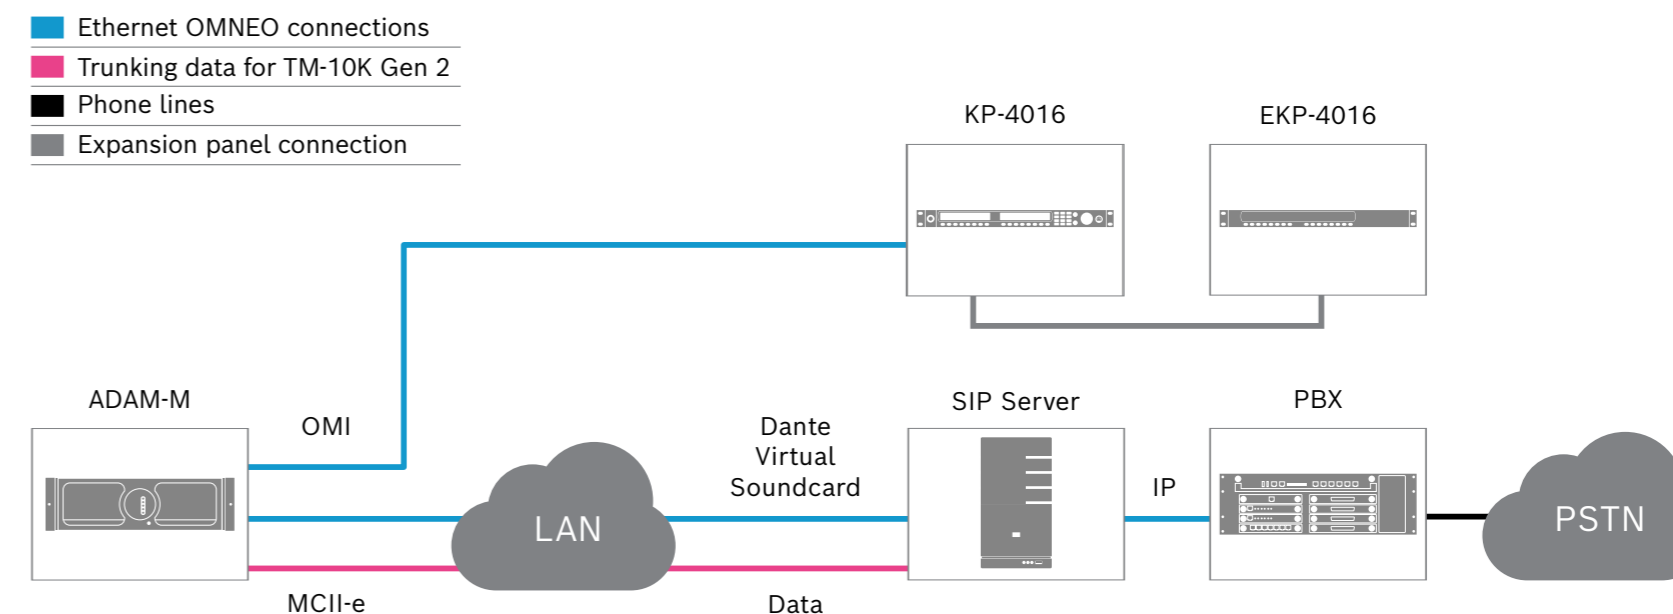 Ethernet OMNEO connections
Trunking data for TM-10K Gen 2
Phone lines
Expansion panel connection
KP-4016
EKP-4016
ADAM-M
OMI
Dante
Virtual
Soundcard
SIP Server
IP
PBX
LAN
PSTN
MCII-e
Data